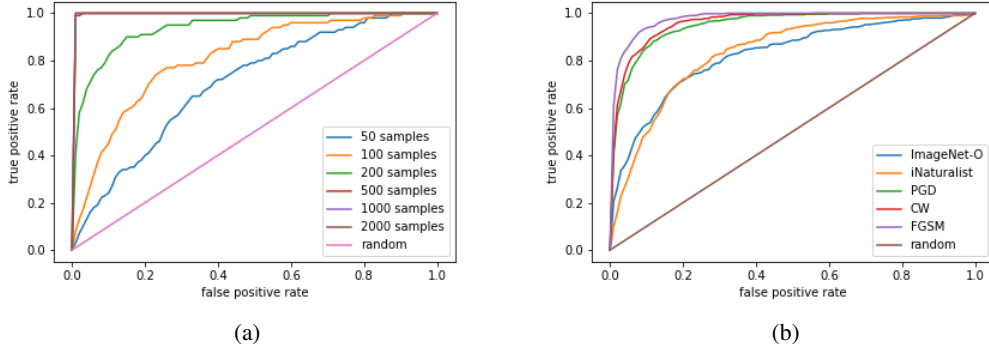 true positive rate
1.0
0.8
0.6
0.4
0.2
0.0
0.0
0.2
0.4
0.6
0.8
1.0
false positive rate
50 samples
100 samples
200 samples
500 samples
1000 samples
2000 samples
random
(a)
true positive rate
1.0
0.8
0.6
0.4
0.2
0.0
0.0
0.2
0.4
0.6
0.8
1.0
false positive rate
ImageNet-O
iNaturalist
PGD
CW
FGSM
random
(b)